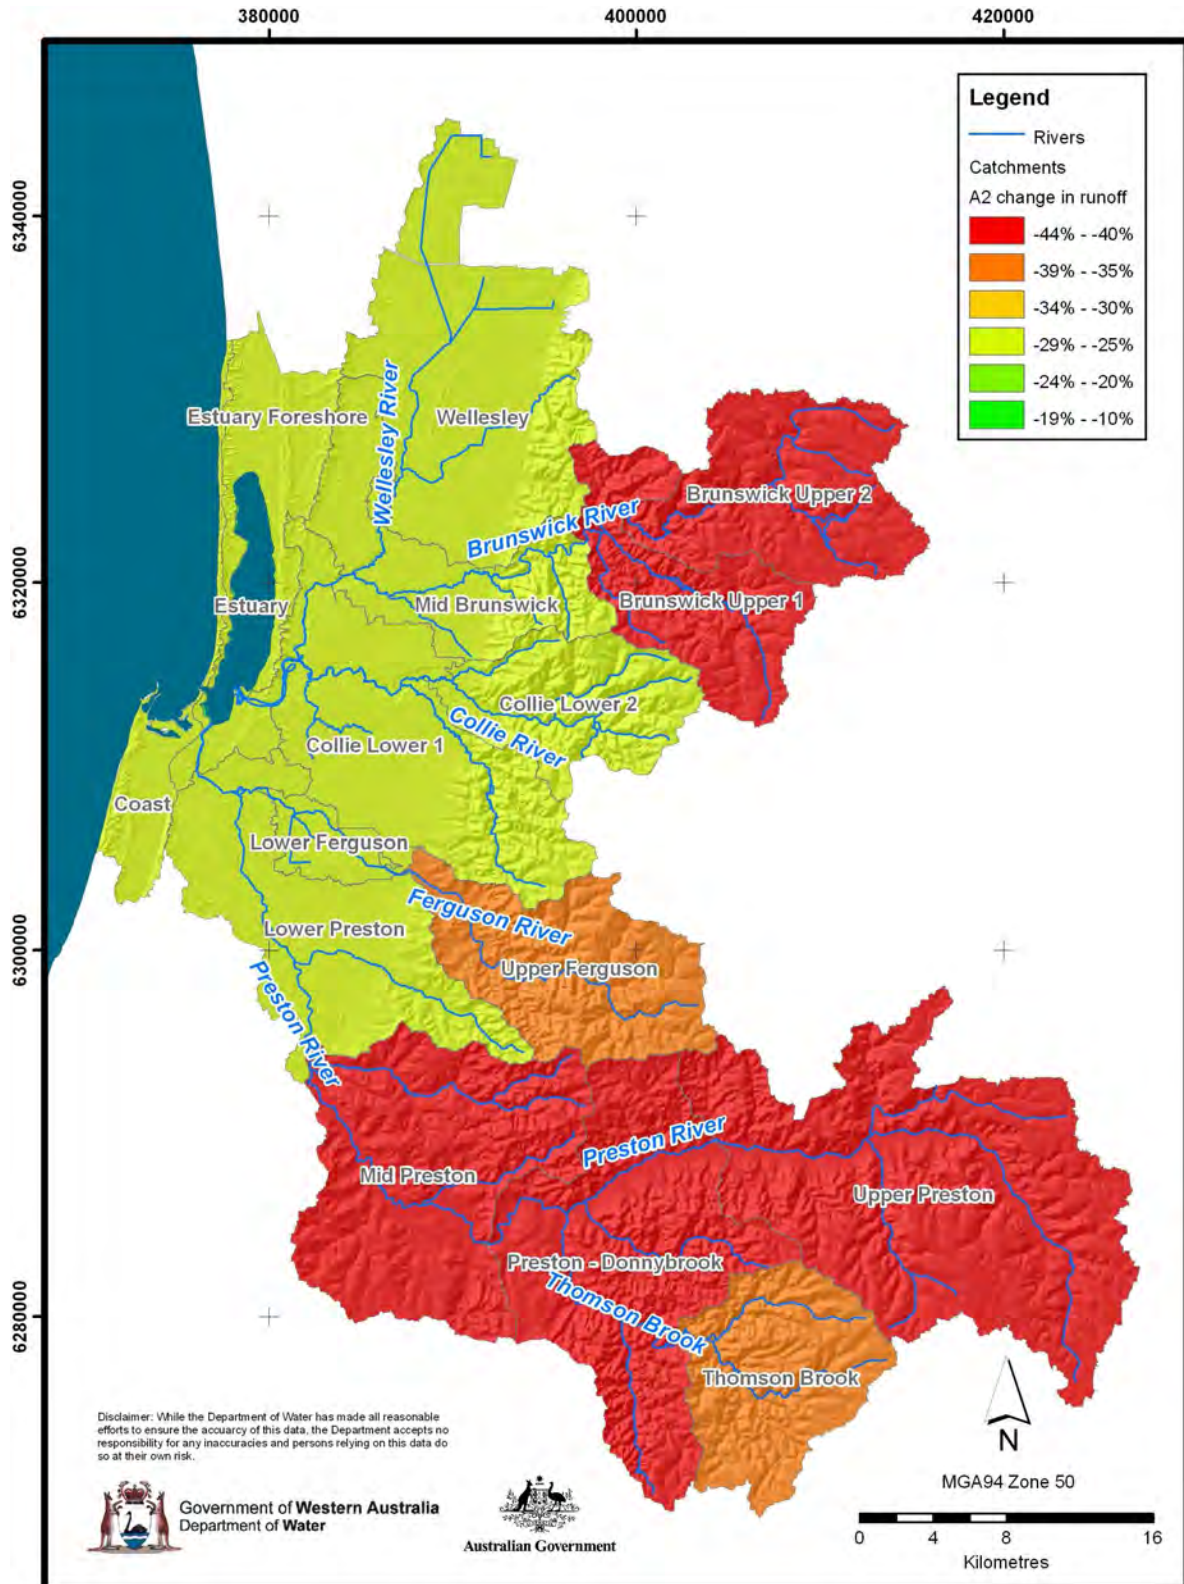 380000
400000
420000
6340000
6320000
6300000
6280000
Legend
Rivers
Catchments
A2 change in runoff
-44% - -40%
-39% - -35%
-34% - -30%
-29% - -25%
-24% - -20%
-19% - -10%
Estuary Foreshore
Wellesley River
Wellesley
Brunswick River
Brunswick Upper 2
Estuary
Mid Brunswick
Brunswick Upper 1
Collie Lower 2
Collie River
Collie Lower 1
Coast
Lower Ferguson
Ferguson River
Lower Preston
Upper Ferguson
Preston River
Preston River
Mid Preston
Upper Preston
Preston - Donnybrook
Thomson Brook
Thomson Brook
Disclaimer: While the Department of Water has made all reasonable
efforts to ensure the accuarcy of this data, the Department accepts no
responsibility for any inaccuracies and persons relying on this data do
so at their own risk.
Government of Western Australia
Department of Water
Australian Government
N
MGA94 Zone 50
0 4 8 16
Kilometres